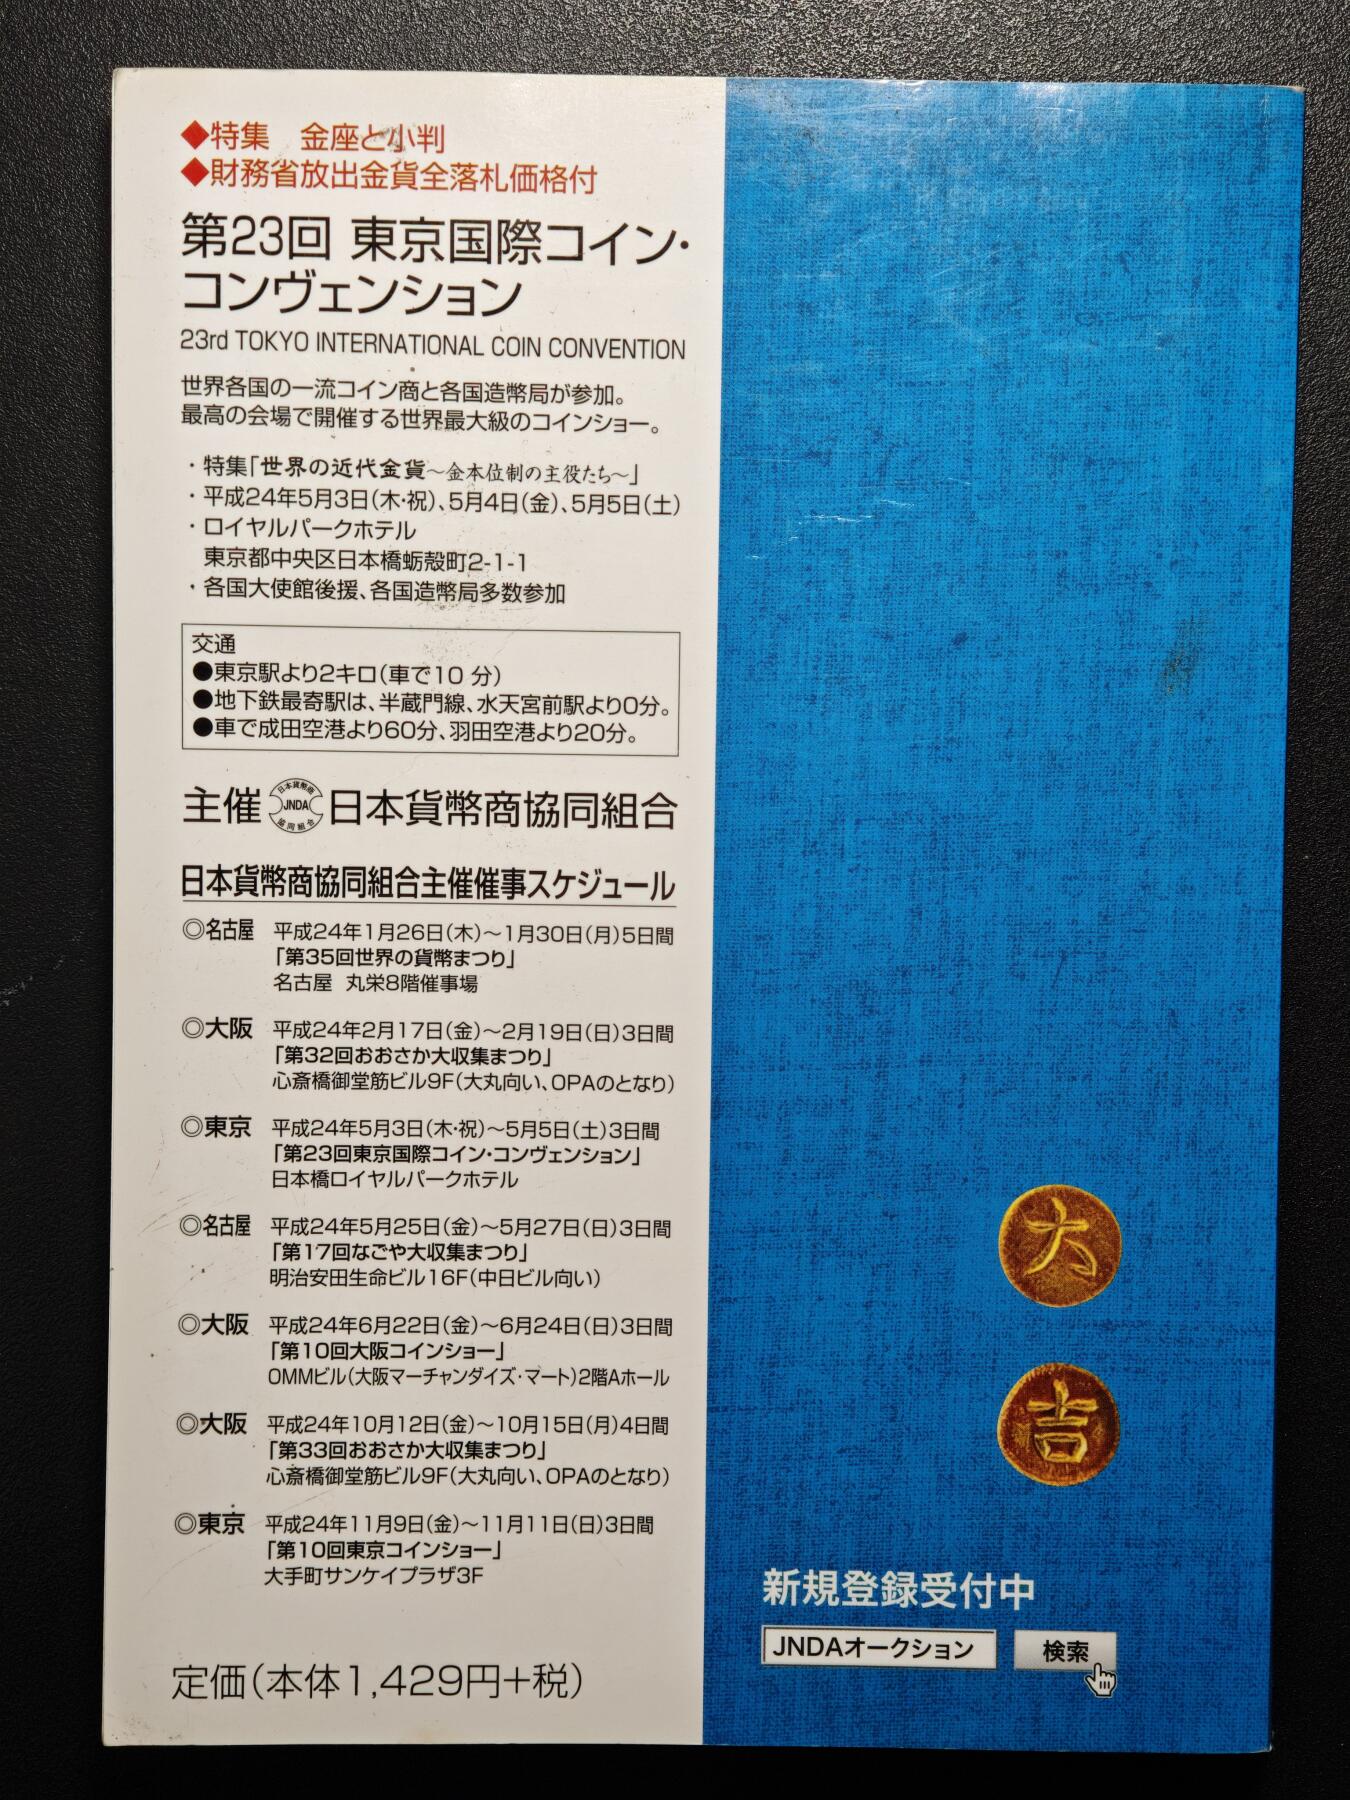 ◆特集　金座と小判
◆財務省放出金貨全落札価格付
第23回 東京国際コイン・
コンヴェンション
23rd TOKYO INTERNATIONAL COIN CONVENTION
世界各国の一流コイン商と各国造幣局が参加。
最高の会場で開催する世界最大級のコインショー。
・特集「世界の近代金貨～金本位制の主役たち～」
・平成24年5月3日(木・祝)、5月4日(金)、5月5日(土)
・ロイヤルパークホテル
東京都中央区日本橋蛎殻町2-1-1
・各国大使館後援、各国造幣局多数参加
交通
●東京駅より2キロ(車で10 分)
●地下鉄最寄駅は、半蔵門線、水天宮前駅より0分。
●車で成田空港より60分、羽田空港より20分。
主催 日本貨幣商 JNDA 協同組合 日本貨幣商協同組合
日本貨幣商協同組合主催催事スケジュール
◎名古屋 平成24年1月26日(木)～1月30日(月)5日間
「第35回世界の貨幣まつり」
名古屋 丸栄8階催事場
◎大阪 平成24年2月17日(金)～2月19日(日)3日間
「第32回おおさか大収集まつり」
心斎橋御堂筋ビル9F(大丸向い、OPAのとなり)
◎東京 平成24年5月3日(木・祝)～5月5日(土)3日間
「第23回東京国際コイン・コンヴェンション」
日本橋ロイヤルパークホテル
◎名古屋 平成24年5月25日(金)～5月27日(日)3日間
「第17回なごや大収集まつり」
明治安田生命ビル16F(中日ビル向い)
◎大阪 平成24年6月22日(金)～6月24日(日)3日間
「第10回大阪コインショー」
OMMビル(大阪マーチャンダイズ・マート)2階Aホール
◎大阪 平成24年10月12日(金)～10月15日(月)4日間
「第33回おおさか大収集まつり」
心斎橋御堂筋ビル9F(大丸向い、OPAのとなり)
◎東京 平成24年11月9日(金)～11月11日(日)3日間
「第10回東京コインショー」
大手町サンケイプラザ3F
定価(本体1,429円+税)
大
吉
新規登録受付中
JNDAオークション 検索